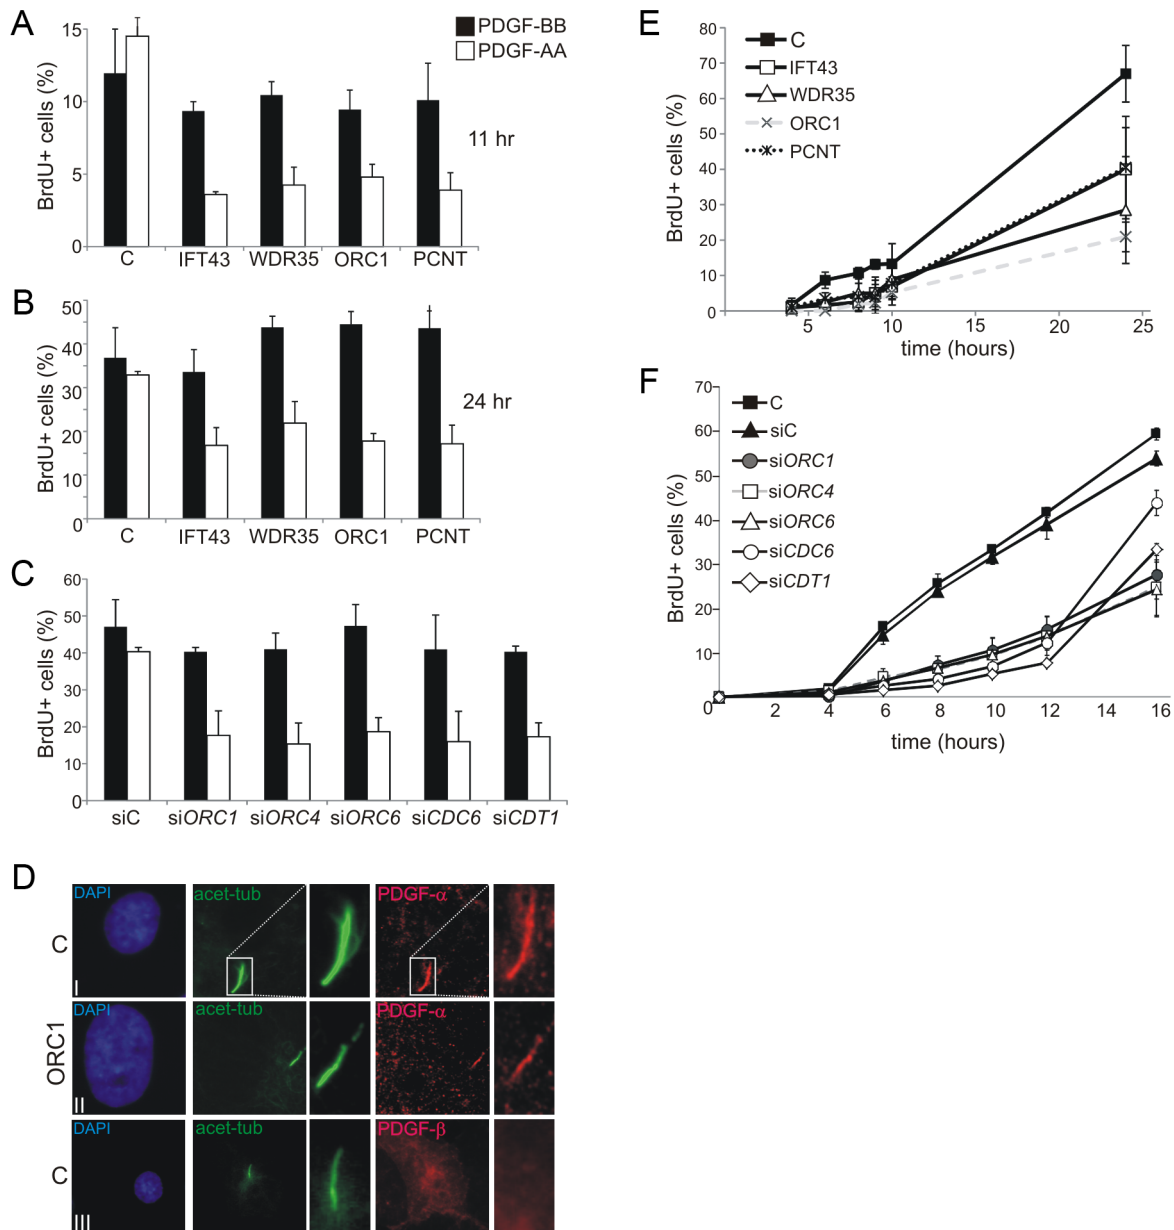 A
15
10
5
0
BrdU+ cells (%)
PDGF-BB
PDGF-AA
11 hr
C IFT43 WDR35 ORC1 PCNT
B
50
40
30
20
10
0
BrdU+ cells (%)
24 hr
C IFT43 WDR35 ORC1 PCNT
C
60
50
40
30
20
10
0
BrdU+ cells (%)
siC siORC1 siORC4 siORC6 siCDC6 siCDT1
D
C
DAPI acet-tub PDGF-α
I
ORC1
DAPI acet-tub PDGF-α
II
C
DAPI acet-tub PDGF-β
III
E
80
70
60
50
40
30
20
10
0
BrdU+ cells (%)
C
IFT43
WDR35
ORC1
PCNT
5 10 15 20 25
time (hours)
F
70
60
50
40
30
20
10
0
BrdU+ cells (%)
C
siC
siORC1
siORC4
siORC6
siCDC6
siCDT1
2 4 6 8 10 12 14 16
time (hours)